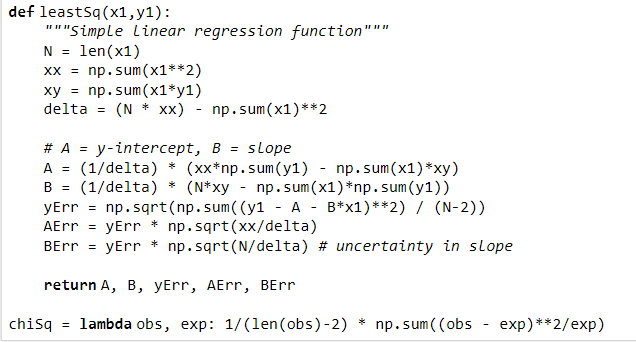 def leastSq(x1,y1):
    """Simple linear regression function"""
    N = len(x1)
    xx = np.sum(x1**2)
    xy = np.sum(x1*y1)
    delta = (N * xx) - np.sum(x1)**2

    # A = y-intercept, B = slope
    A = (1/delta) * (xx*np.sum(y1) - np.sum(x1)*xy)
    B = (1/delta) * (N*xy - np.sum(x1)*np.sum(y1))
    yErr = np.sqrt(np.sum((y1 - A - B*x1)**2) / (N-2))
    AErr = yErr * np.sqrt(xx/delta)
    BErr = yErr * np.sqrt(N/delta) # uncertainty in slope

    return A, B, yErr, AErr, BErr

chiSq = lambda obs, exp: 1/(len(obs)-2) * np.sum((obs - exp)**2/exp)